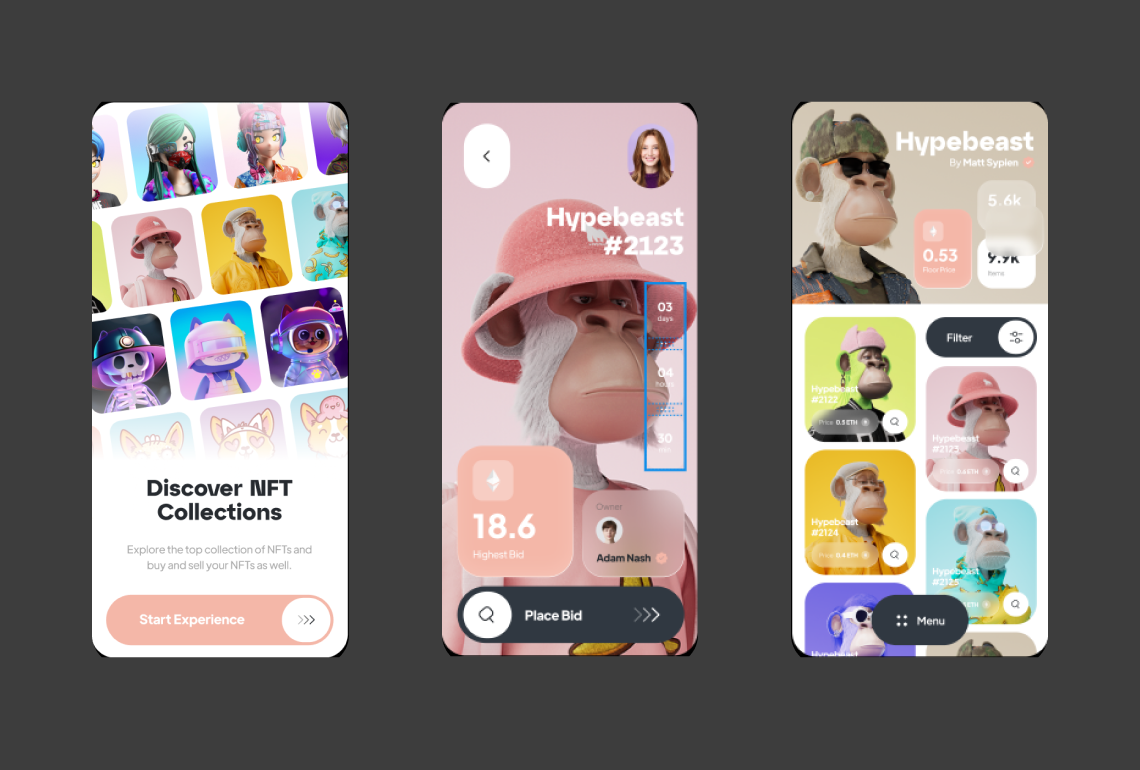 Discover NFT
Collections
Explore the top collection of NFTs and
buy and sell your NFTs as well.
Start Experience
Hypebeast
#2123
03
days
04
hours
30
min
18.6
Highest Bid
Owner
Adam Nash
Place Bid
Hypebeast
By Matt Sypien
5.6k
0.53
Floor Price
9.9k
Items
Filter
Hypebeast
#2122
Price 0.5 ETH
Hypebeast
#2123
Price 0.6 ETH
Hypebeast
#2124
Price 0.4 ETH
Hypebeast
#2125
ETH
Hypebeast
Menu